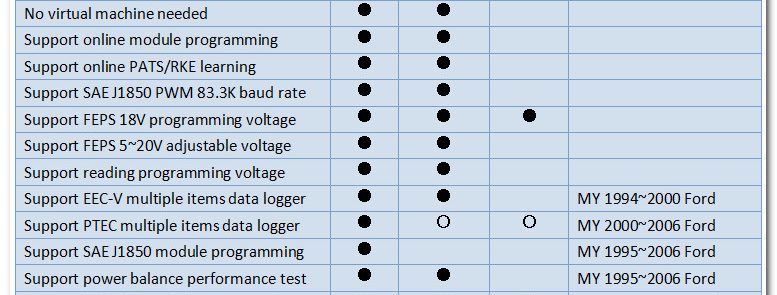 No virtual machine needed ● ●
Support online module programming ● ●
Support online PATS/RKE learning ● ●
Support SAE J1850 PWM 83.3K baud rate ● ●
Support FEPS 18V programming voltage ● ● ●
Support FEPS 5~20V adjustable voltage ● ●
Support reading programming voltage ● ●
Support EEC-V multiple items data logger ● ● MY 1994~2000 Ford
Support PTEC multiple items data logger ● O O MY 2000~2006 Ford
Support SAE J1850 module programming ● MY 1995~2006 Ford
Support power balance performance test ● ● MY 1995~2006 Ford